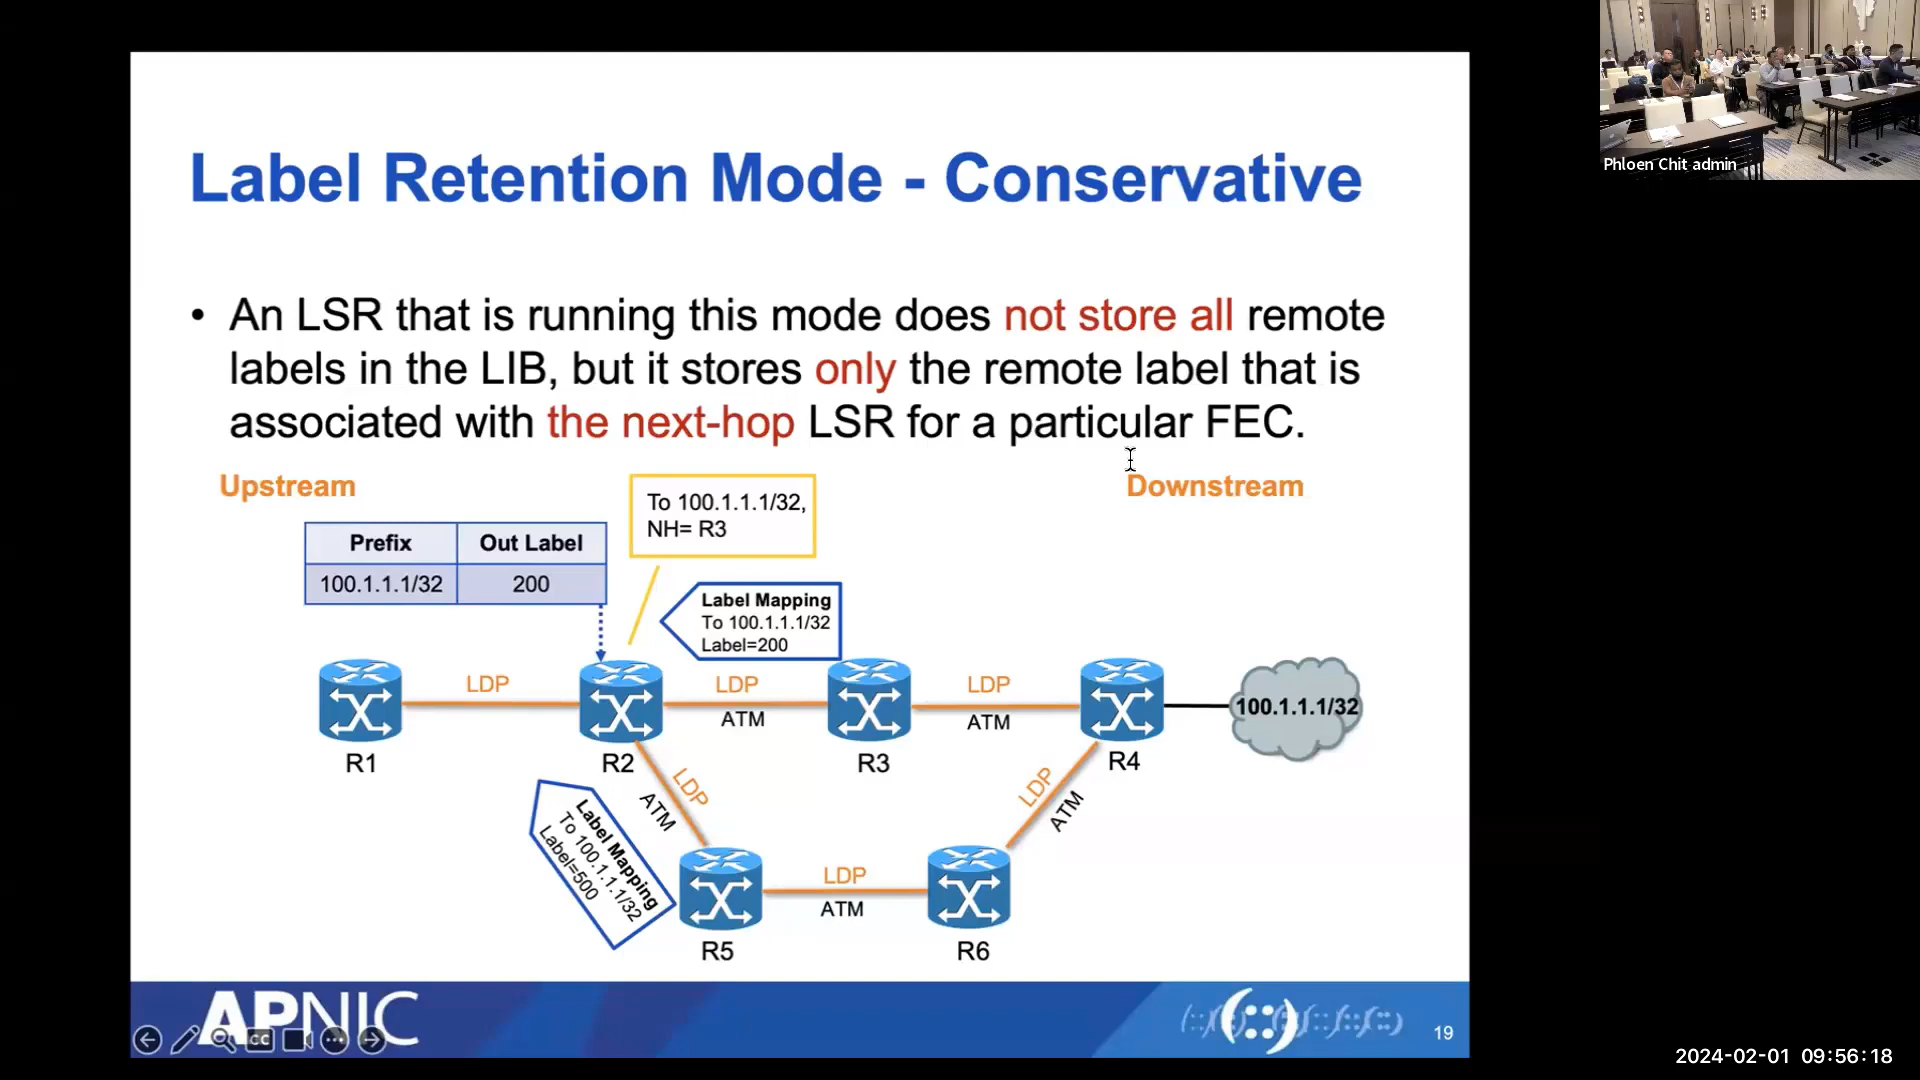 Label Retention Mode - Conservative
• An LSR that is running this mode does not store all remote
labels in the LIB, but it stores only the remote label that is
associated with the next-hop LSR for a particular FEC.
Upstream
Downstream
To 100.1.1.1/32,
NH= R3
Prefix Out Label
100.1.1.1/32 200
Label Mapping
To 100.1.1.1/32
Label=200
LDP
LDP
ATM
LDP
ATM
100.1.1.1/32
R1
R2
R3
R4
LDP
ATM
LDP
ATM
Label Mapping
To 100.1.1.1/32
Label=500
LDP
ATM
R5
R6
APNIC
CC
(::)
19
Phloen Chit admin
2024-02-01 09:56:18